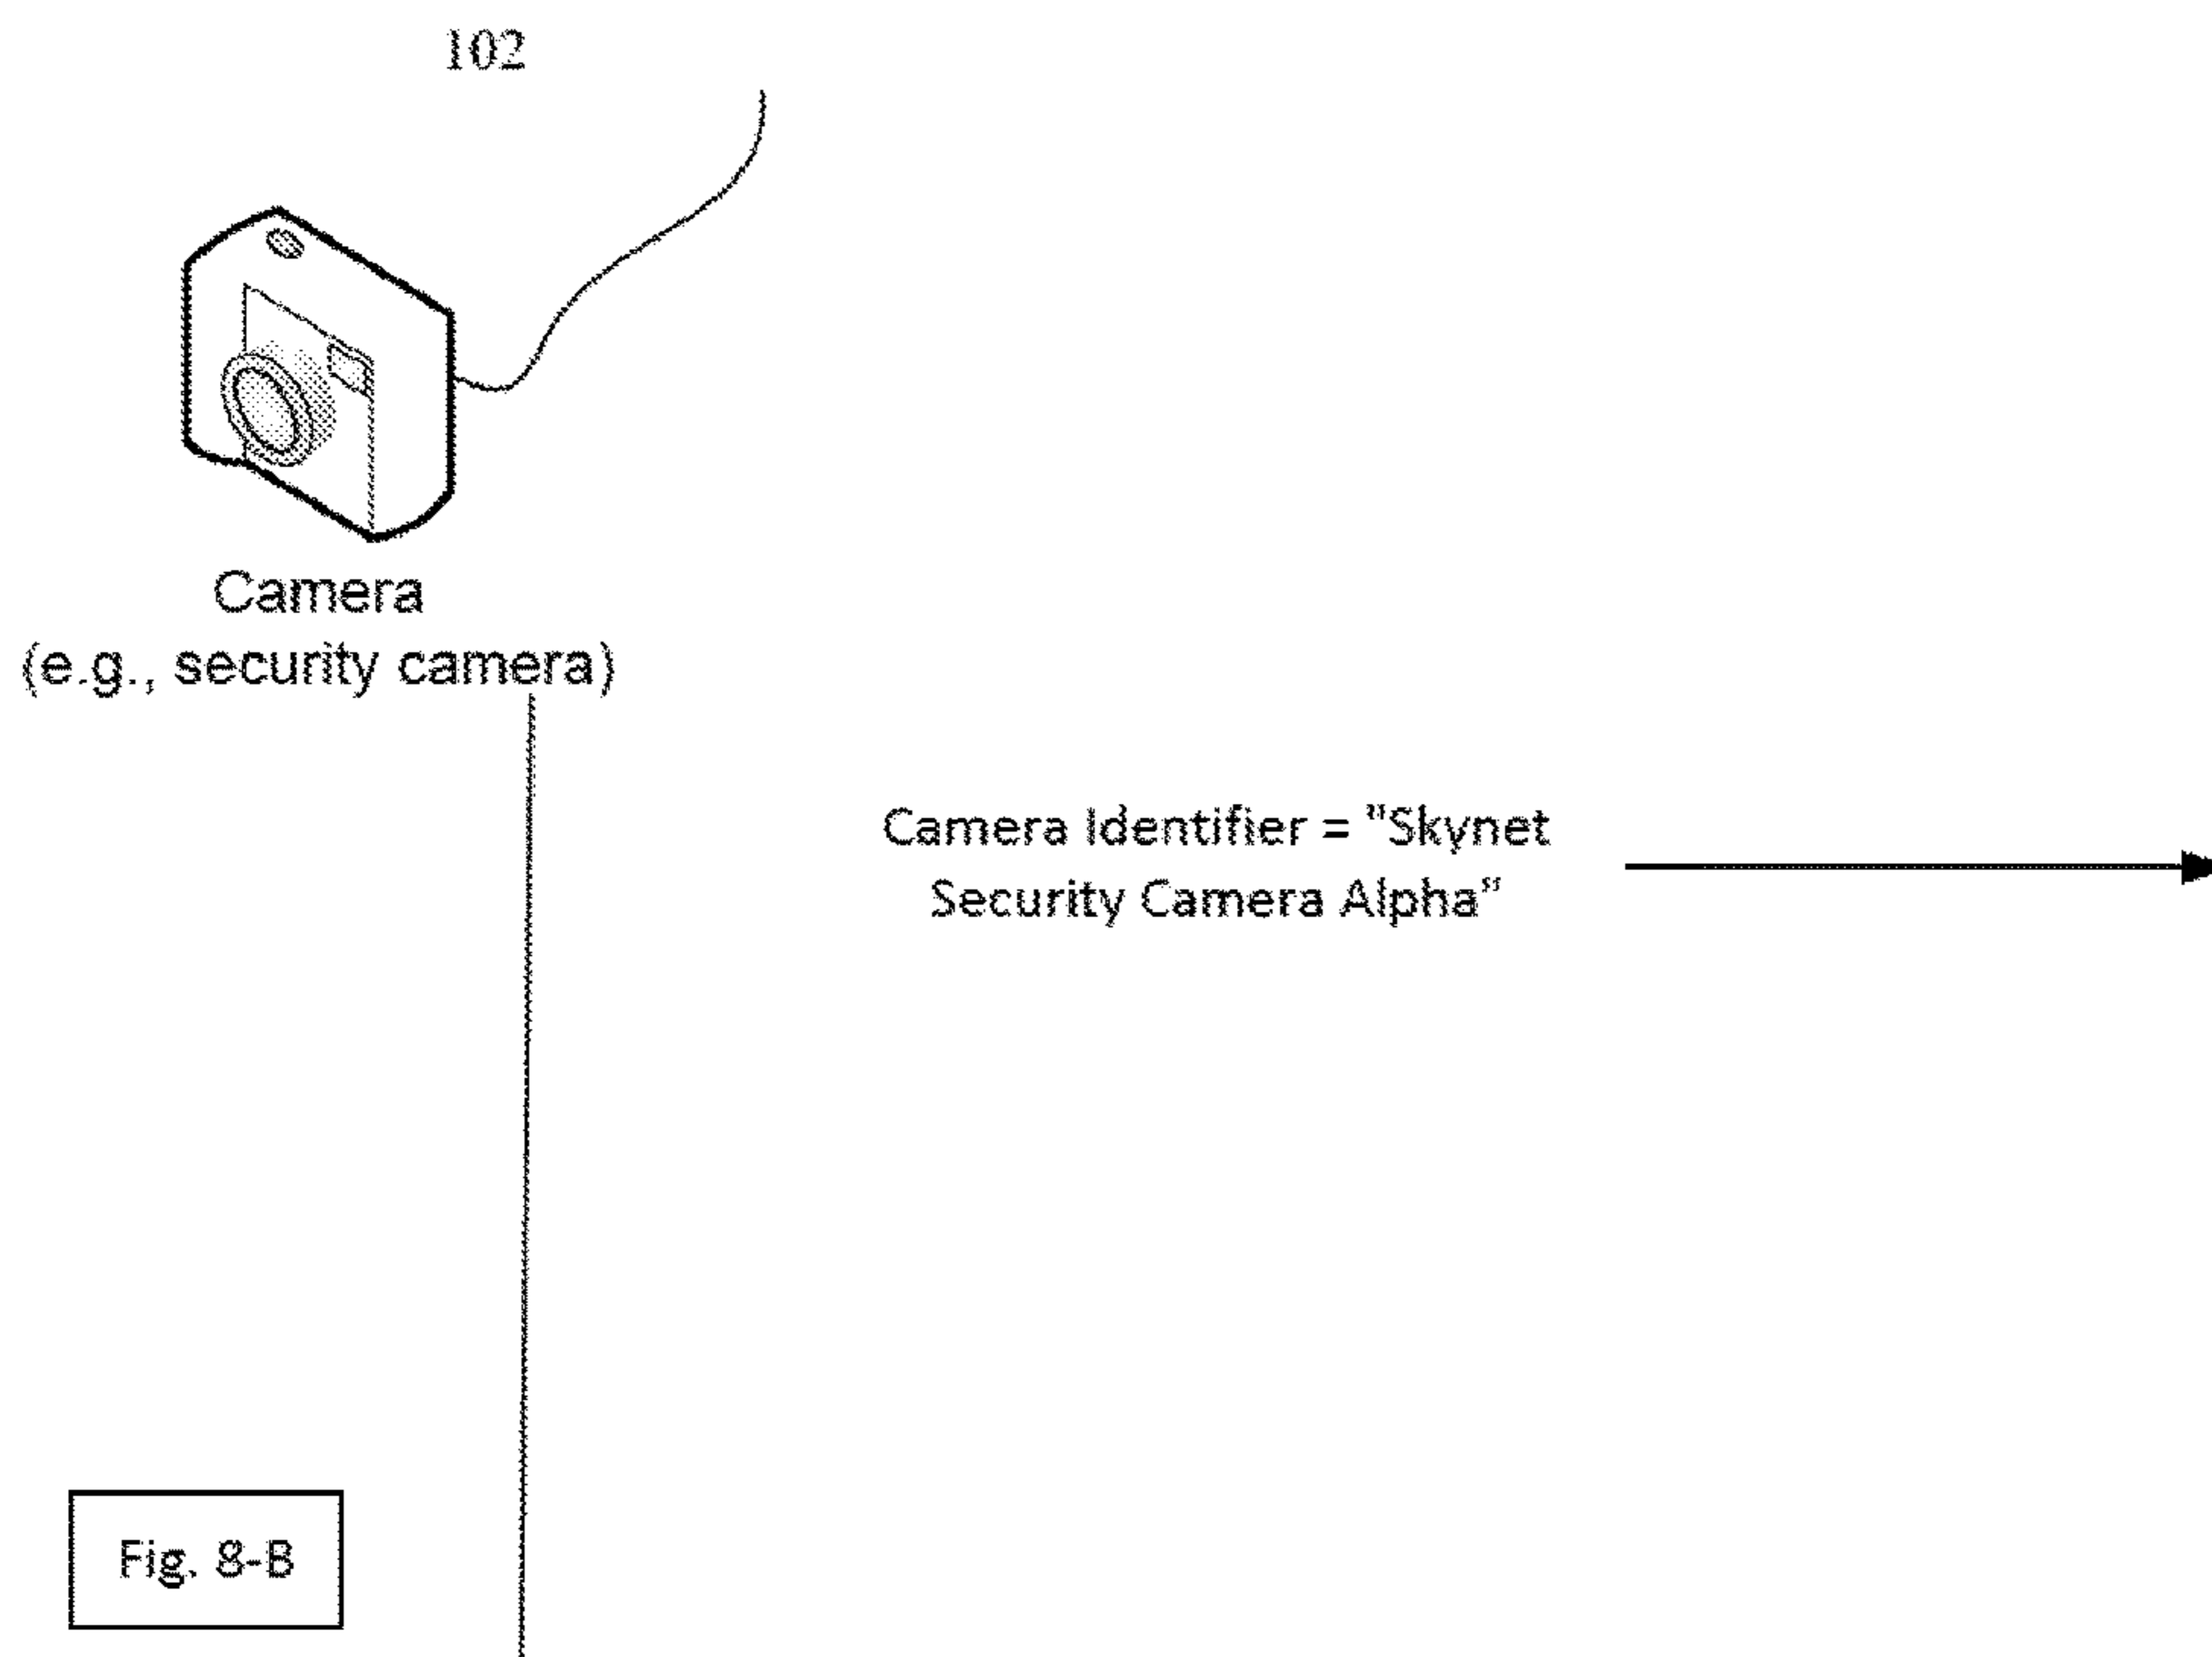 102
Camera
(e.g., security camera)
Camera Identifier = "Skynet
Security Camera Alpha"
Fig. 8-B